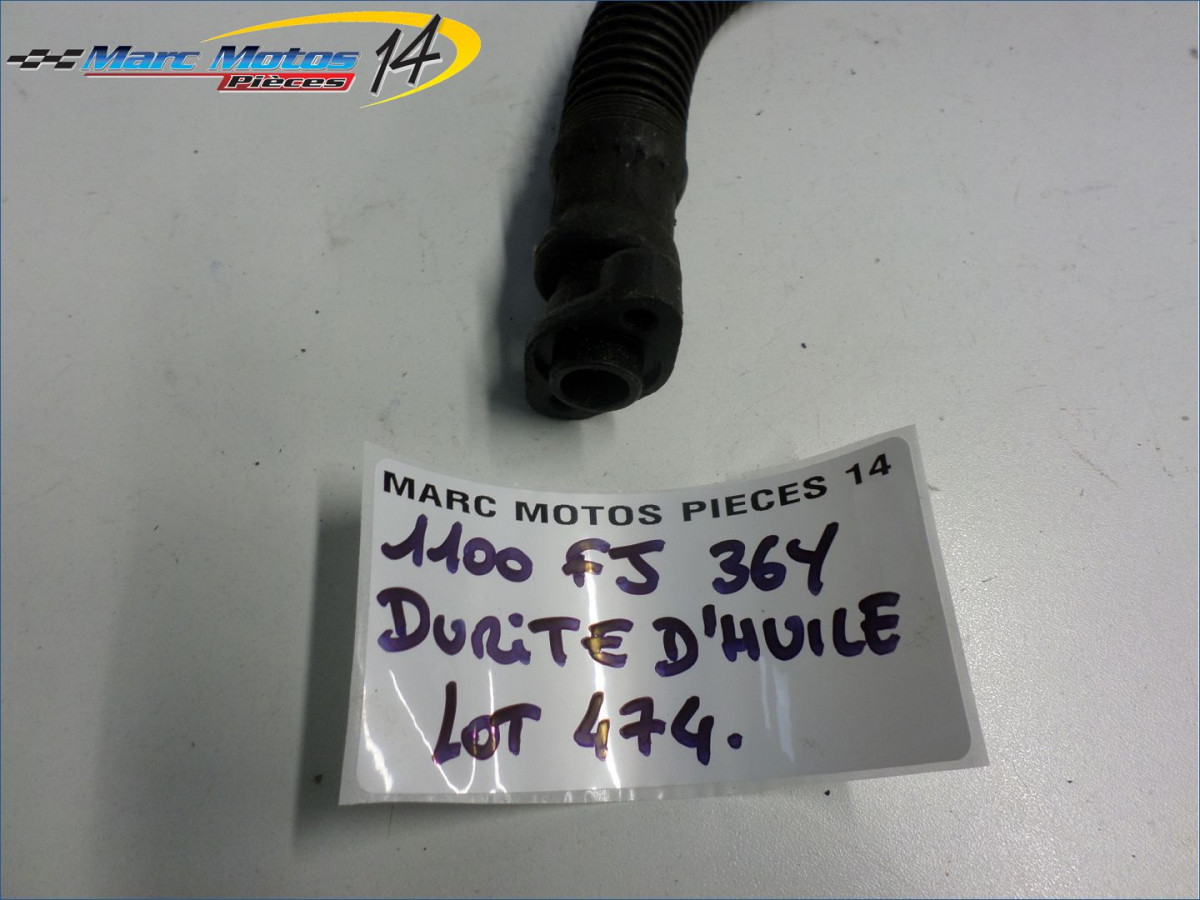 Marc Motos 14
Pièces
MARC MOTOS PIECES 14
1100 FJ 36Y
DURiTE D'HUILE
LOT 474.